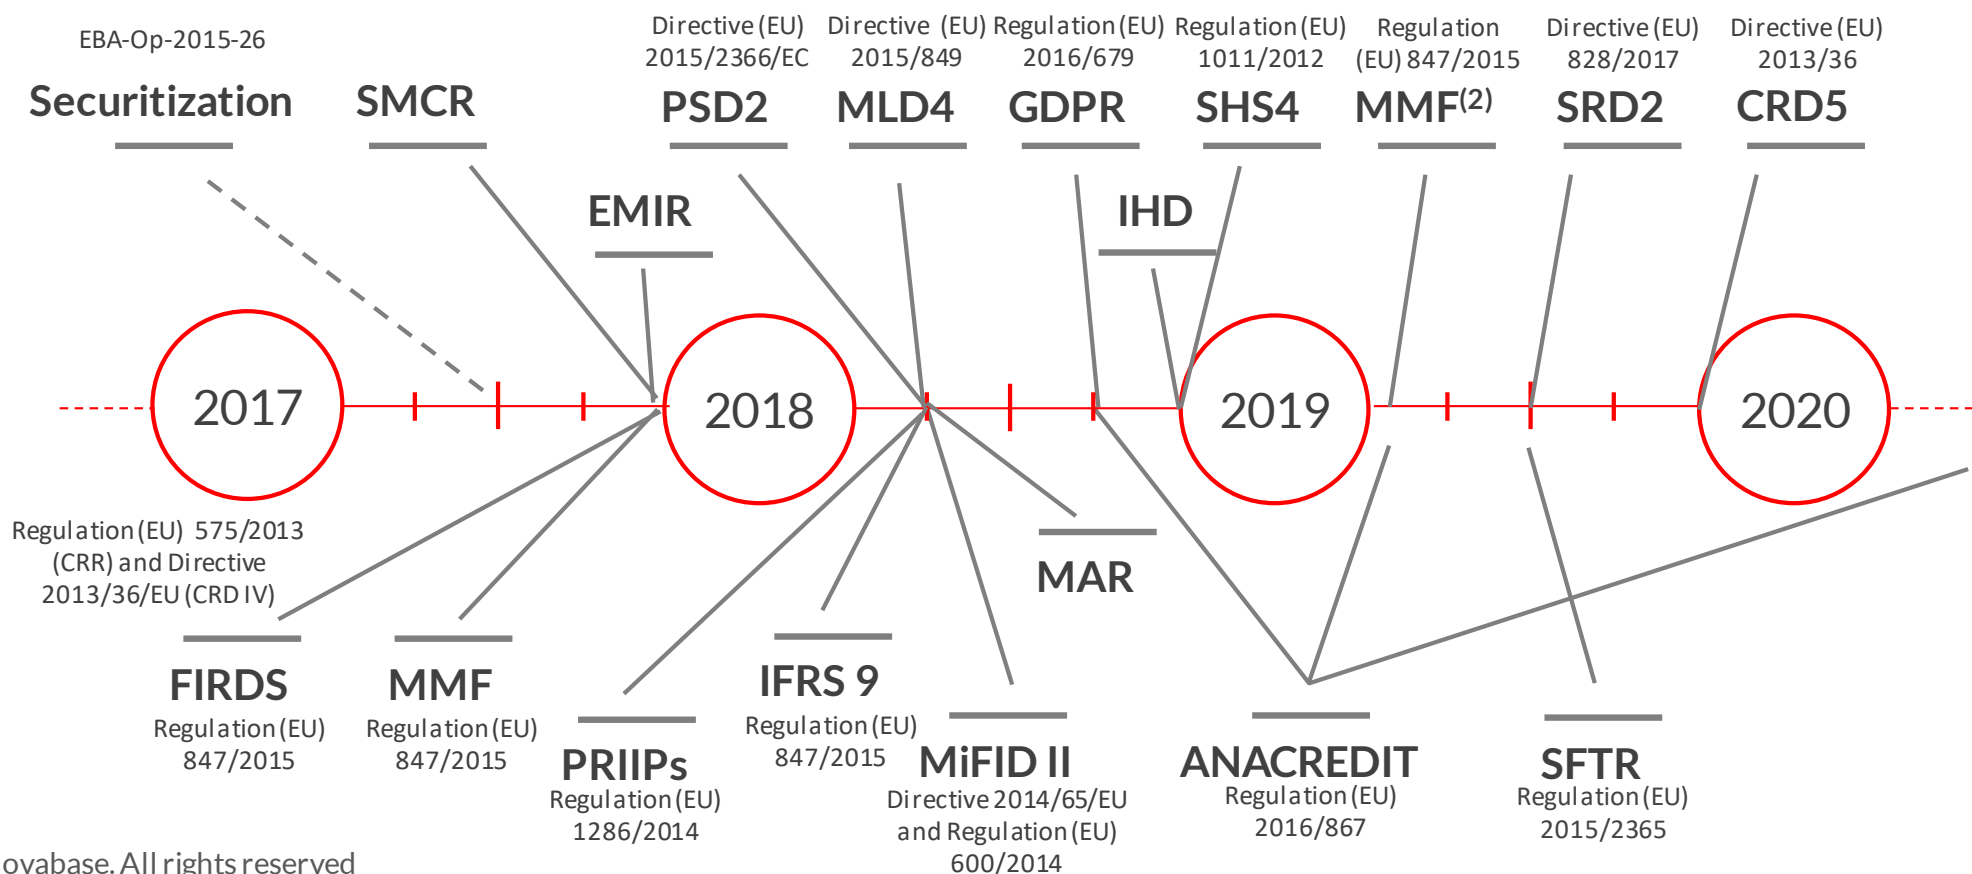 EBA-Op-2015-26
Securitization
SMCR
Directive (EU)
2015/2366/EC
PSD2
Directive (EU)
2015/849
MLD4
Regulation (EU)
2016/679
GDPR
Regulation (EU)
1011/2012
SHS4
Regulation
(EU) 847/2015
MMF(2)
Directive (EU)
828/2017
SRD2
Directive (EU)
2013/36
CRD5
EMIR
IHD
2017
2018
2019
2020
Regulation (EU) 575/2013
(CRR) and Directive
2013/36/EU (CRD IV)
MAR
FIRDS
Regulation (EU)
847/2015
MMF
Regulation (EU)
847/2015
PRIIPs
Regulation (EU)
1286/2014
IFRS 9
Regulation (EU)
847/2015
MiFID II
Directive 2014/65/EU
and Regulation (EU)
600/2014
ANACREDIT
Regulation (EU)
2016/867
SFTR
Regulation (EU)
2015/2365
ovabase. All rights reserved